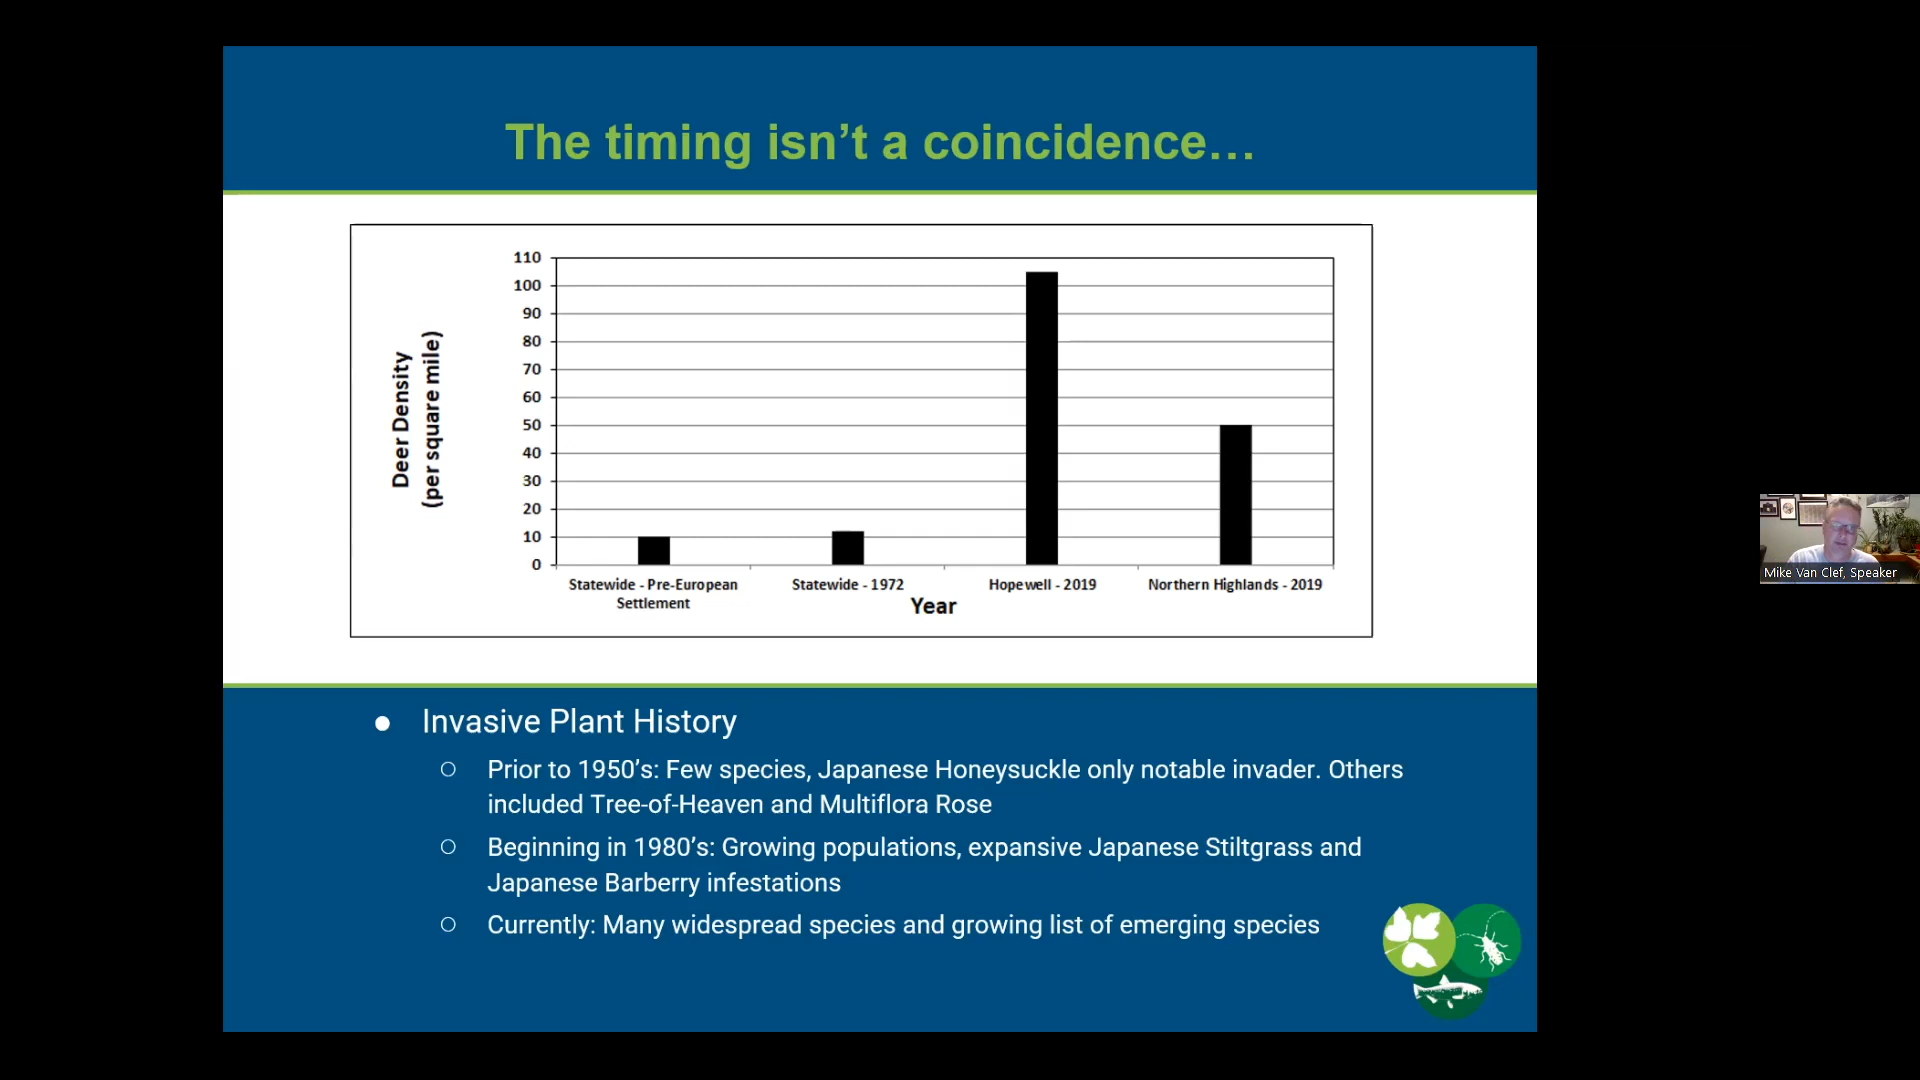 The timing isn’t a coincidence…
110
100
90
80
70
60
50
40
30
20
10
0
Deer Density
(per square mile)
Statewide - Pre-European
Settlement
Statewide - 1972
Hopewell - 2019
Northern Highlands - 2019
Year
Mike Van Clef, Speaker
● Invasive Plant History
○ Prior to 1950’s: Few species, Japanese Honeysuckle only notable invader. Others
included Tree-of-Heaven and Multiflora Rose
○ Beginning in 1980’s: Growing populations, expansive Japanese Stiltgrass and
Japanese Barberry infestations
○ Currently: Many widespread species and growing list of emerging species